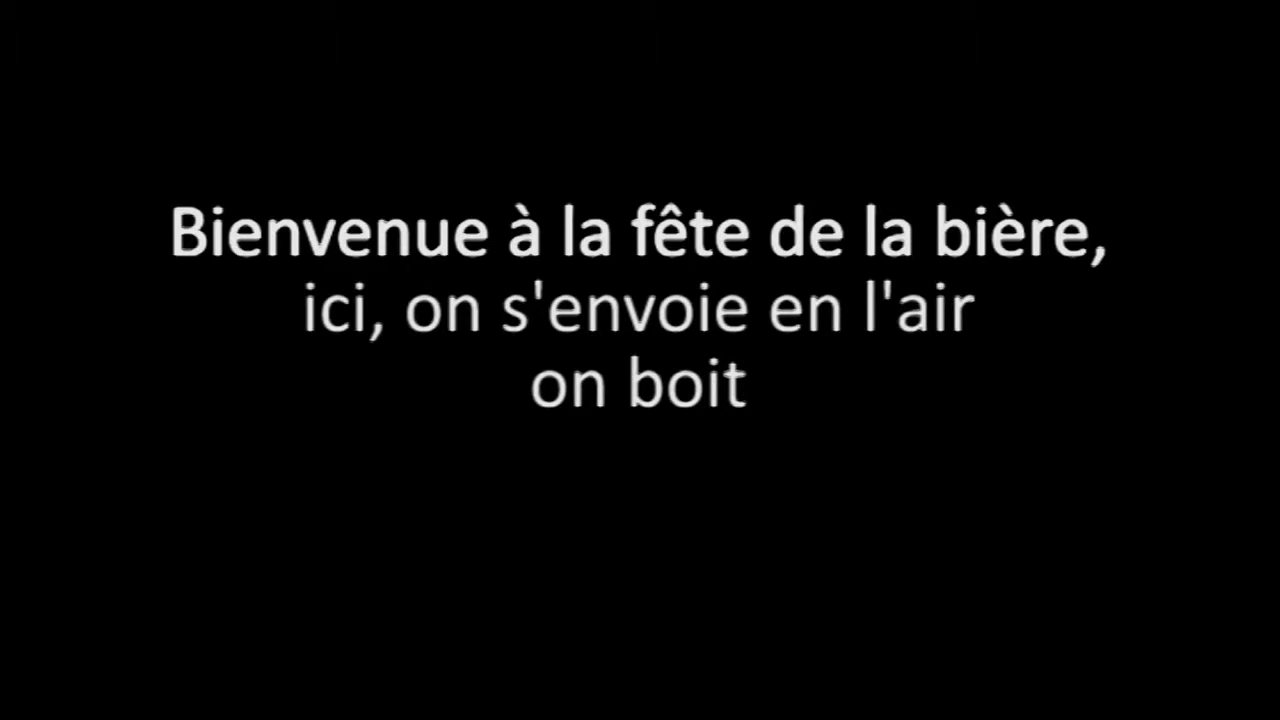 Bienvenue à la fête de la bière,
ici, on s'envoie en l'air
on boit